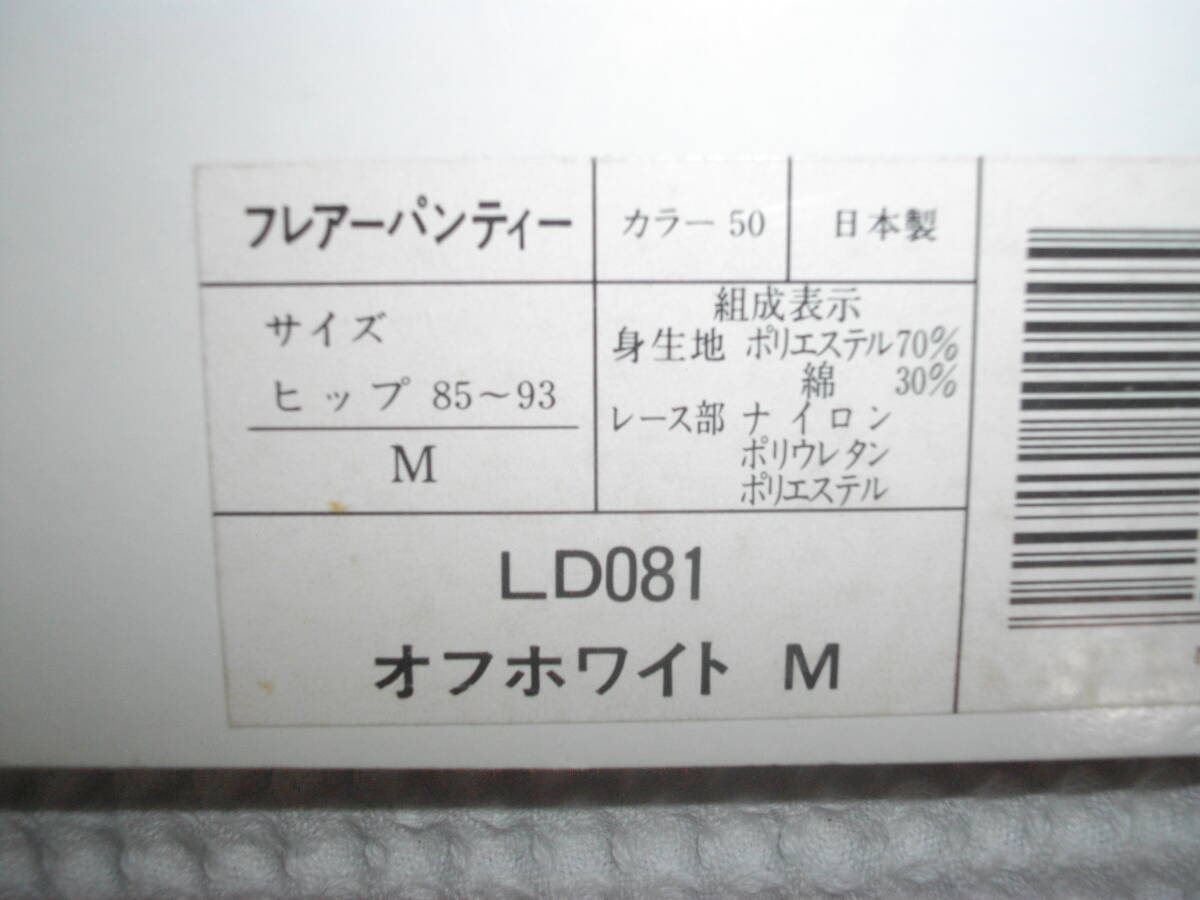 フレアーパンティー
カラー 50
日本製
サイズ
ヒップ 85～93
M
組成表示
身生地 ポリエステル70%
綿 30%
レース部 ナイロン
ポリウレタン
ポリエステル
LD081
オフホワイト M